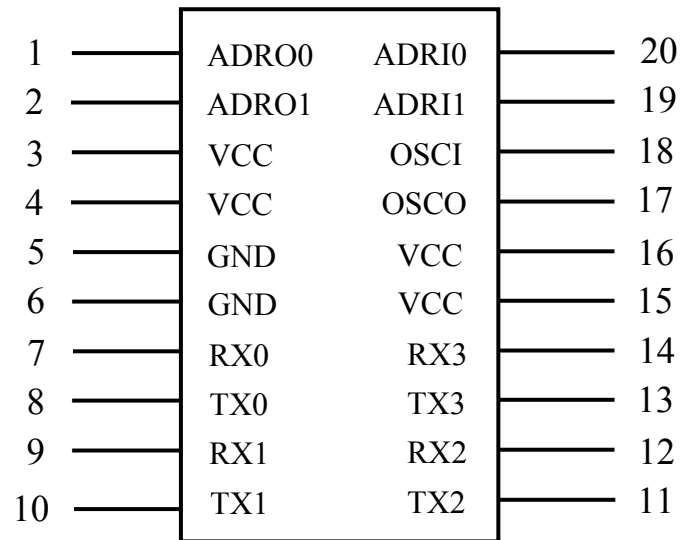 1 ADRO0 ADRI0 20
2 ADRO1 ADRI1 19
3 VCC OSCI 18
4 VCC OSCO 17
5 GND VCC 16
6 GND VCC 15
7 RX0 RX3 14
8 TX0 TX3 13
9 RX1 RX2 12
10 TX1 TX2 11